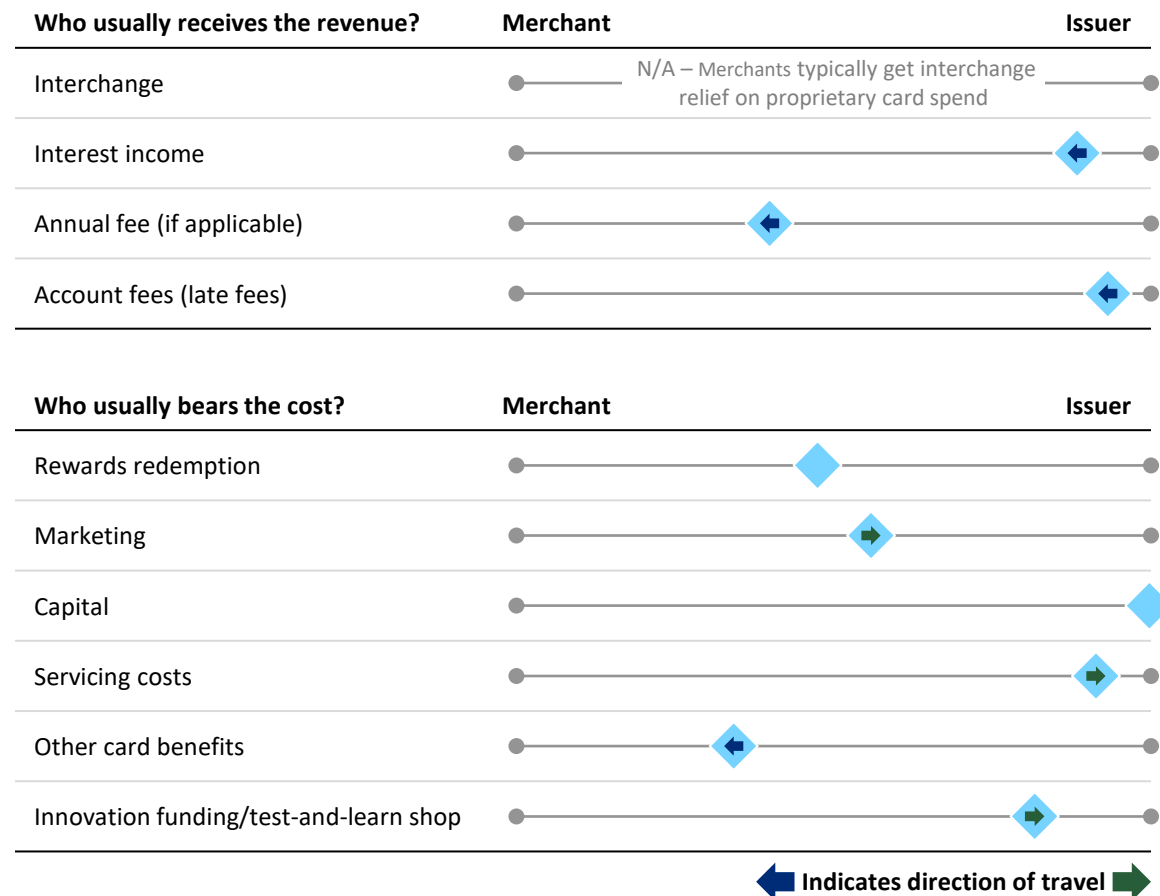 Who usually receives the revenue? Merchant Issuer
Interchange
N/A – Merchants typically get interchange
relief on proprietary card spend
Interest income
Annual fee (if applicable)
Account fees (late fees)
Who usually bears the cost? Merchant Issuer
Rewards redemption
Marketing
Capital
Servicing costs
Other card benefits
Innovation funding/test-and-learn shop
Indicates direction of travel